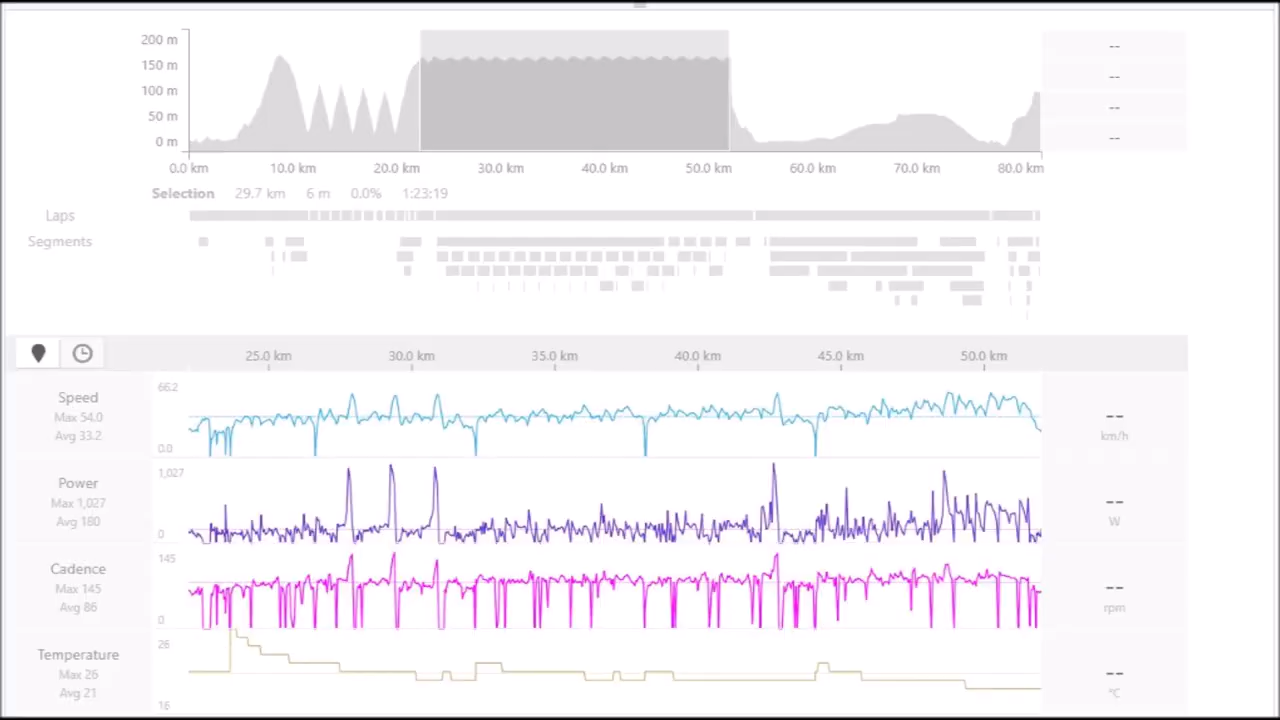 200 m
150 m
100 m
50 m
0 m
--
--
--
--
0.0 km 10.0 km 20.0 km 30.0 km 40.0 km 50.0 km 60.0 km 70.0 km 80.0 km
Selection 29.7 km 6 m 0.0% 1:23:19
Laps
Segments
25.0 km 30.0 km 35.0 km 40.0 km 45.0 km 50.0 km
Speed
Max 54.0
Avg 33.2
66.2
0.0
--
km/h
Power
Max 1,027
Avg 180
1,027
0
--
W
Cadence
Max 145
Avg 86
145
0
--
rpm
Temperature
Max 26
Avg 21
26
16
--
°C